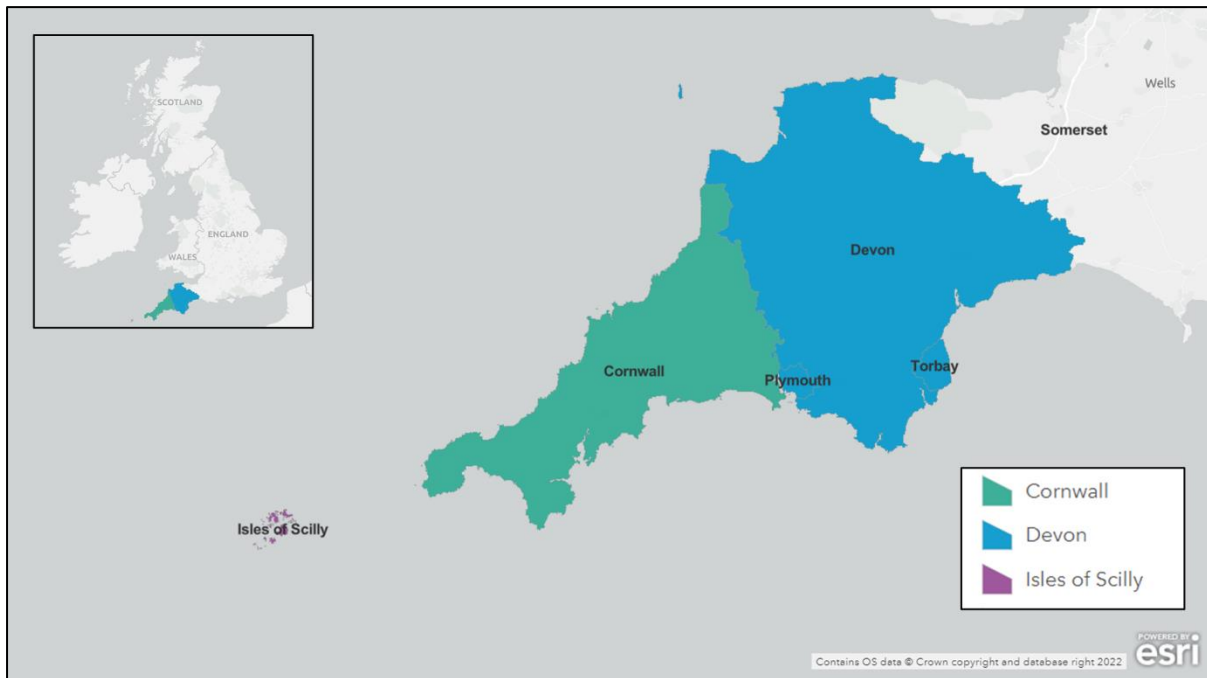 SCOTLAND
ENGLAND
WALES
Wells
Somerset
Devon
Cornwall
Plymouth
Torbay
Isles of Scilly
Cornwall
Devon
Isles of Scilly
Contains OS data © Crown copyright and database right 2022
POWERED BY
esri